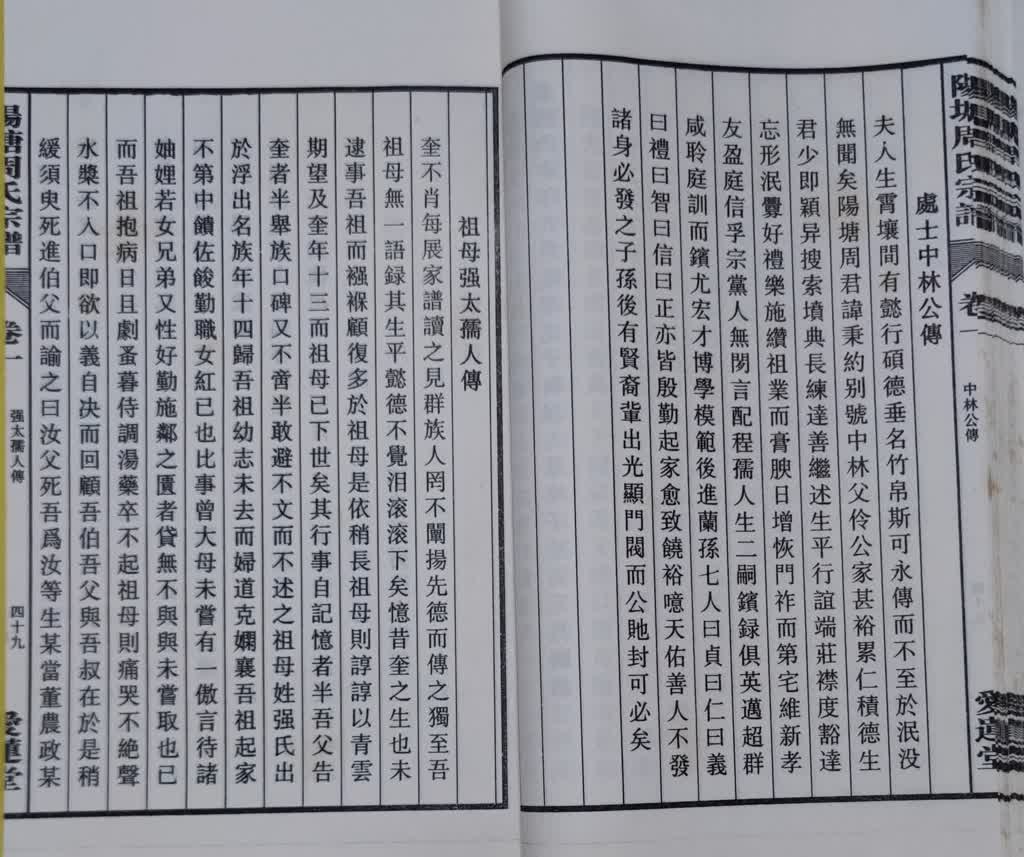 陽塘周氏宗譜
卷一
中林公傳
愛蓮堂
處士中林公傳
夫人生霄壤間有懿行碩德垂名竹帛斯可永傳而不至於泯没
無聞矣陽塘周君諱秉約别號中林父伶公家甚裕累仁積德生
君少即穎异搜索墳典長練達善繼述生平行誼端莊襟度豁達
忘形泯釁好禮樂施纘祖業而膏腴日增恢門祚而第宅維新孝
友盈庭信孚宗黨人無閔言配程孺人生二嗣鑌録俱英邁超群
咸聆庭訓而鑌尤宏才博學模範後進蘭孫七人曰貞曰仁曰義
曰禮曰智曰信曰正亦皆殷勤起家愈致饒裕噫天佑善人不發
諸身必發之子孫後有賢裔輩出光顯門閥而公貤封可必矣
祖母强太孺人傳
奎不肖每展家譜讀之見群族人罔不闡揚先德而傳之獨至吾
祖母無一語録其生平懿德不覺泪滚滚下矣憶昔奎之生也未
逮事吾祖而襁褓顧復多於祖母是依稍長祖母則諄諄以青雲
期望及奎年十三而祖母已下世矣其行事自記憶者半吾父告
奎者半舉族口碑又不啻半敢避不文而不述之祖母姓强氏出
於浮出名族年十四歸吾祖幼志未去而婦道克嫻襄吾祖起家
不第中饋佐餕勤職女紅已也比事曾大母未嘗有一傲言待諸
妯娌若女兄弟又性好勤施鄰之匱者貸無不與與未嘗取也已
而吾祖抱病日且劇蚤暮侍調湯藥卒不起祖母則痛哭不絶聲
水漿不入口即欲以義自决而回顧吾伯吾父與吾叔在於是稍
緩須臾死進伯父而諭之曰汝父死吾爲汝等生某當董農政某
陽塘周氏宗譜
卷一
强太孺人傳
四十九
愛蓮堂